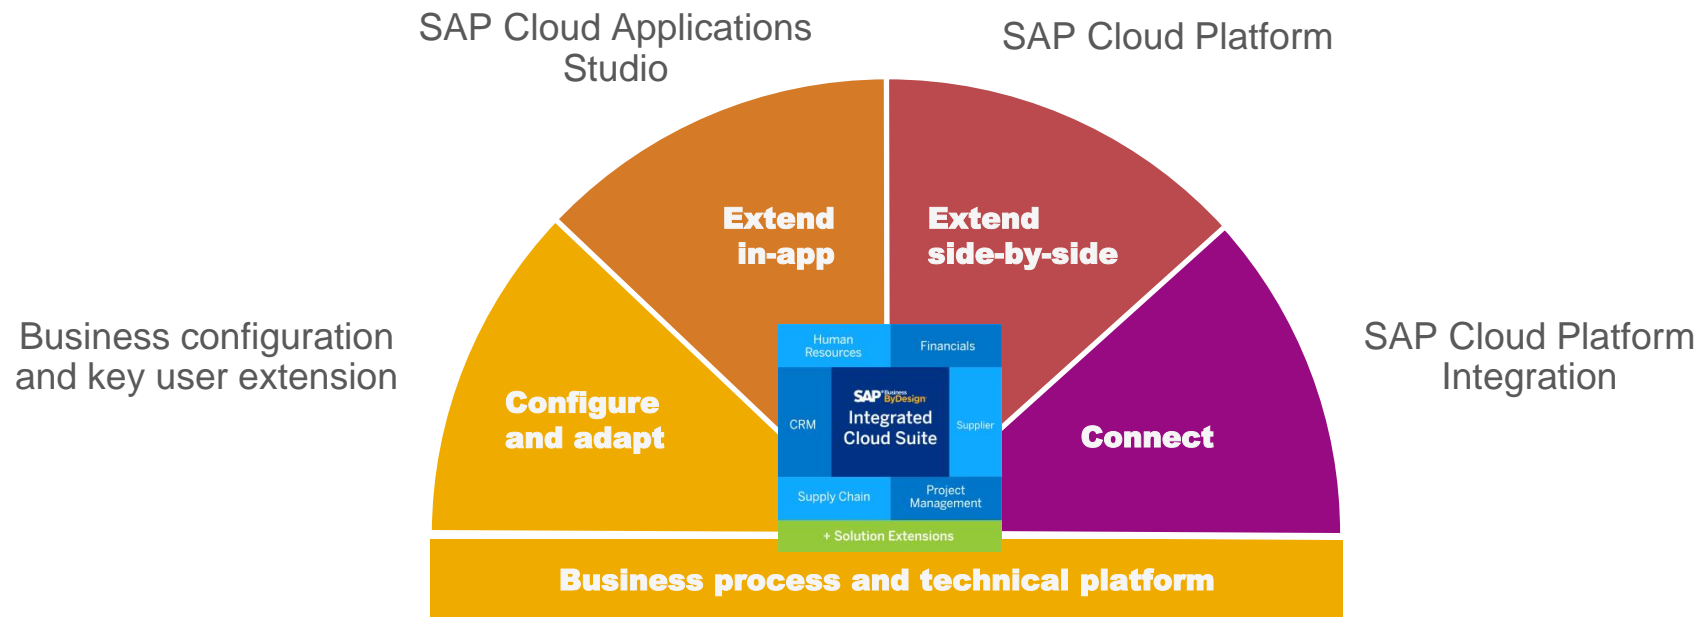 SAP Cloud Applications
Studio
SAP Cloud Platform
Extend
in-app
Extend
side-by-side
Business configuration
and key user extension
SAP Cloud Platform
Integration
Configure
and adapt
Connect
Human
Resources
Financials
CRM
SAP Business
ByDesign
Integrated
Cloud Suite
Supplier
Supply Chain
Project
Management
+ Solution Extensions
Business process and technical platform